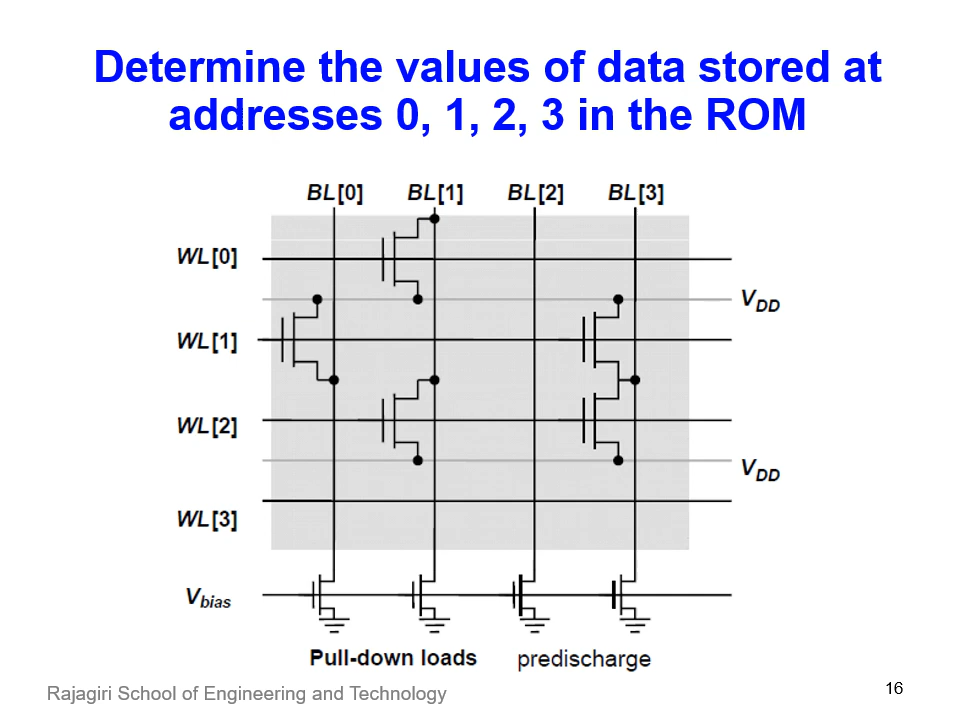 Determine the values of data stored at
addresses 0, 1, 2, 3 in the ROM
BL[0] BL[1] BL[2] BL[3]
WL[0]
VDD
WL[1]
WL[2]
VDD
WL[3]
Vbias
Pull-down loads predischarge
Rajagiri School of Engineering and Technology 16